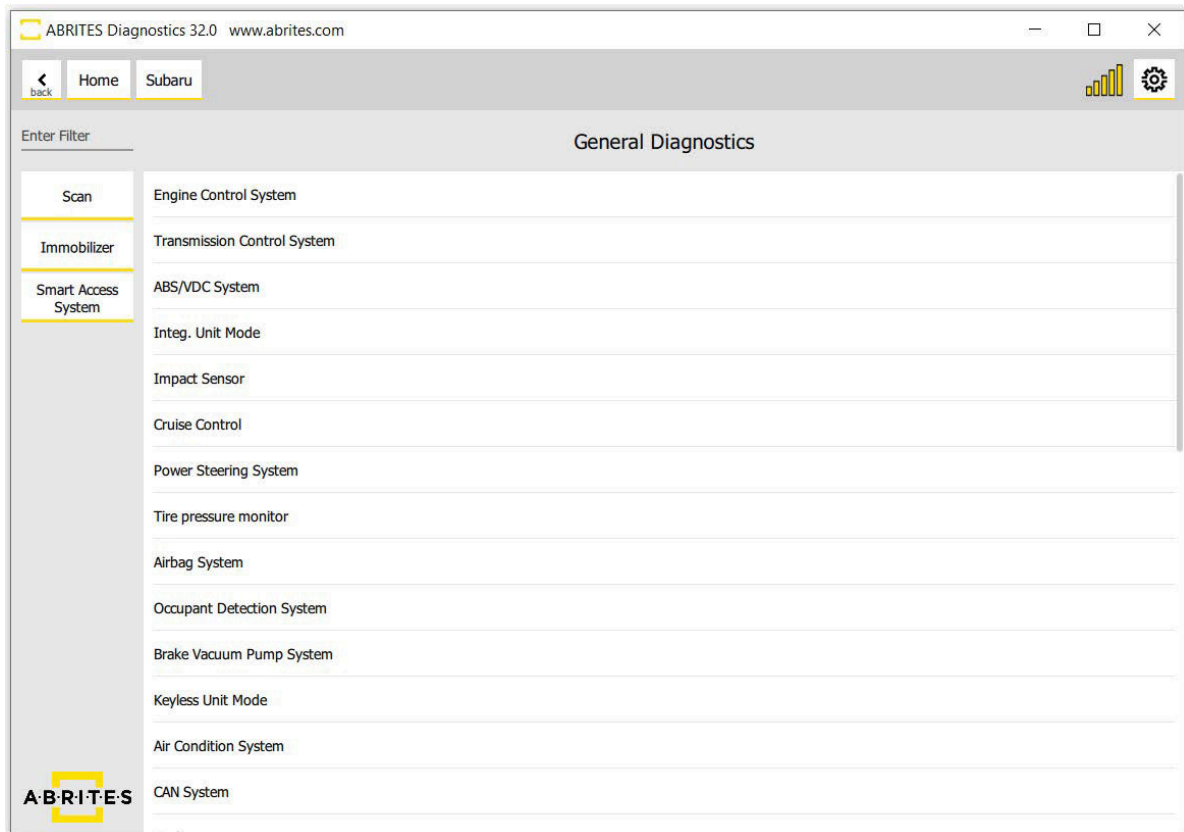 ABRITES Diagnostics 32.0 www.abrites.com
back
Home
Subaru
Enter Filter
General Diagnostics
Scan
Immobilizer
Smart Access
System
Engine Control System
Transmission Control System
ABS/VDC System
Integ. Unit Mode
Impact Sensor
Cruise Control
Power Steering System
Tire pressure monitor
Airbag System
Occupant Detection System
Brake Vacuum Pump System
Keyless Unit Mode
Air Condition System
CAN System
A·B·R·I·T·E·S